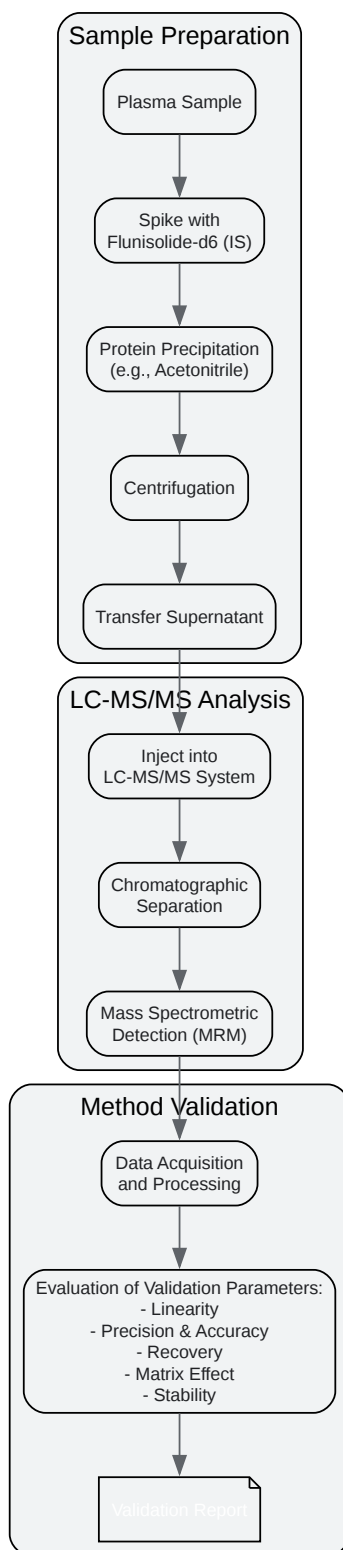 Sample Preparation
Plasma Sample
Spike with
Flunisolide-d6 (IS)
Protein Precipitation
(e.g., Acetonitrile)
Centrifugation
Transfer Supernatant
LC-MS/MS Analysis
Inject into
LC-MS/MS System
Chromatographic
Separation
Mass Spectrometric
Detection (MRM)
Method Validation
Data Acquisition
and Processing
Evaluation of Validation Parameters:
- Linearity
- Precision & Accuracy
- Recovery
- Matrix Effect
- Stability
Validation Report